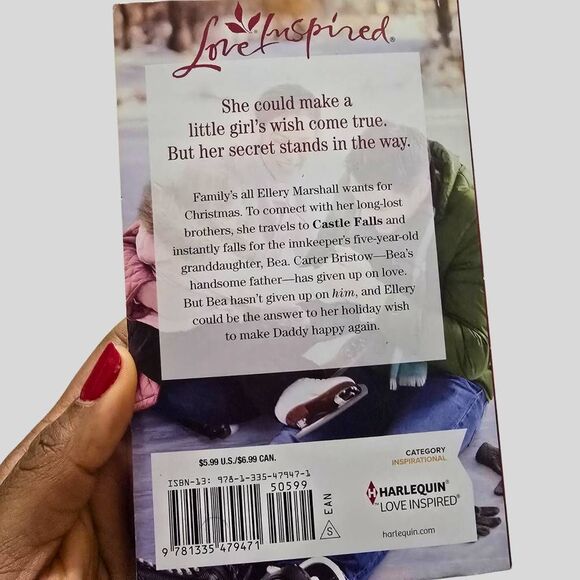 Love Inspired®
She could make a
little girl's wish come true.
But her secret stands in the way.
Family's all Ellery Marshall wants for
Christmas. To connect with her long-lost
brothers, she travels to Castle Falls and
instantly falls for the innkeeper's five-year-old
granddaughter, Bea. Carter Bristow—Bea's
handsome father—has given up on love.
But Bea hasn't given up on him, and Ellery
could be the answer to her holiday wish
to make Daddy happy again.
$5.99 U.S./$6.99 CAN.
ISBN-13: 978-1-335-47947-1
50599
EAN
S
9 781335 479471
CATEGORY
INSPIRATIONAL
HARLEQUIN®
™LOVE INSPIRED®
harlequin.com